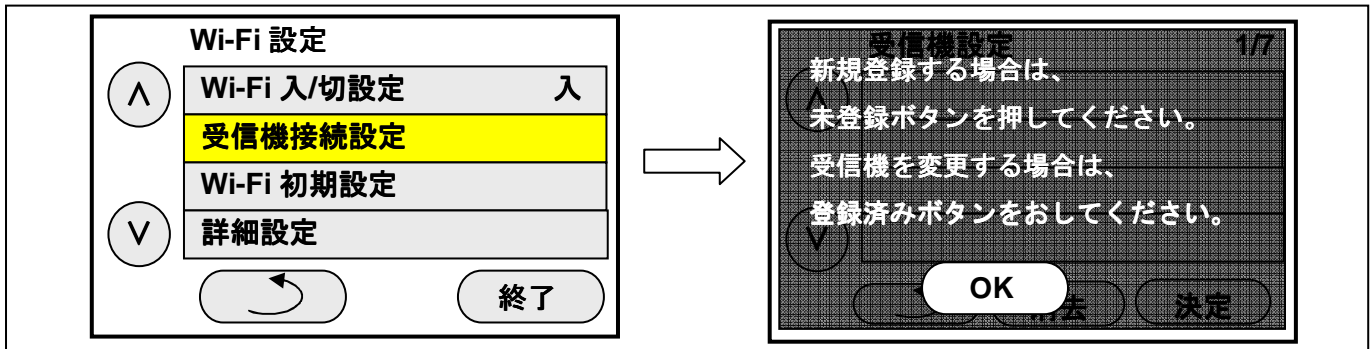 Wi-Fi 設定
Wi-Fi 入/切設定 入
受信機接続設定
Wi-Fi 初期設定
詳細設定
終了
受信機設定 1/7
新規登録する場合は、
未登録ボタンを押してください。
受信機を変更する場合は、
登録済みボタンをおしてください。
OK
消去
決定